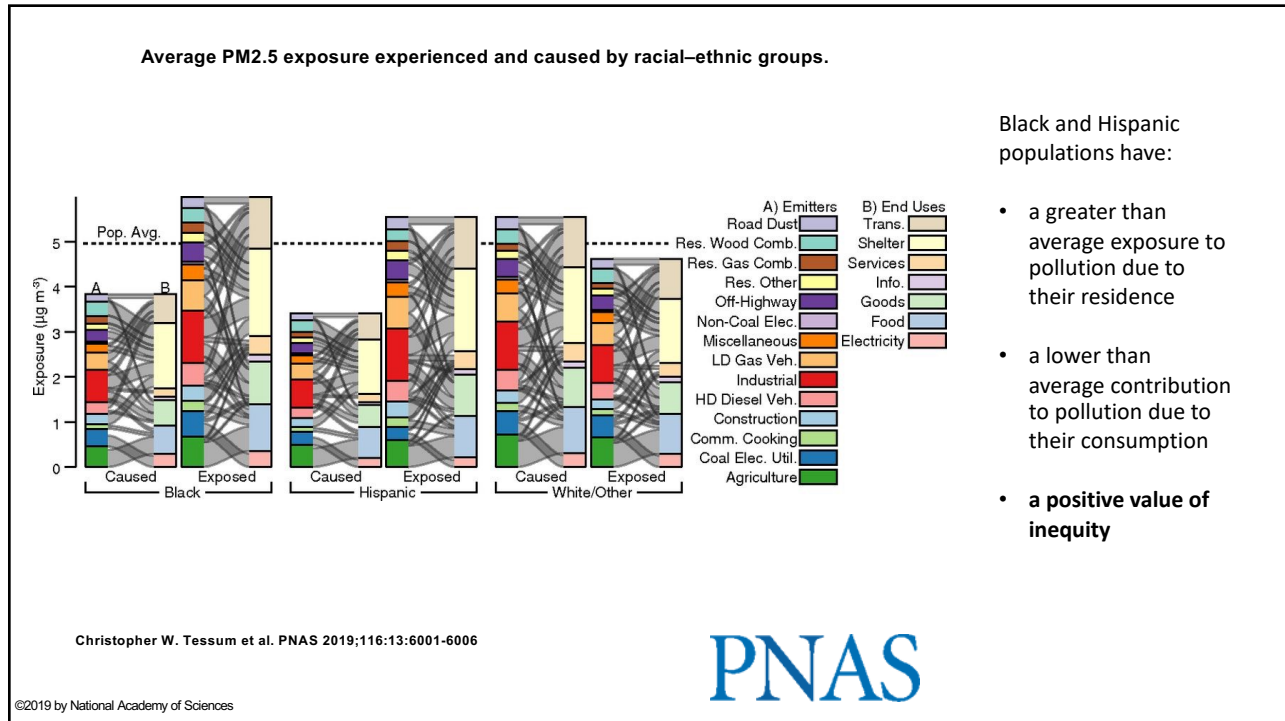 Average PM2.5 exposure experienced and caused by racial–ethnic groups.
Black and Hispanic
populations have:
• a greater than
average exposure to
pollution due to
their residence
• a lower than
average contribution
to pollution due to
their consumption
• a positive value of
inequity
Exposure (µg m⁻³)
5
4
3
2
1
0
Pop. Avg.
A
B
Caused
Exposed
Black
Caused
Exposed
Hispanic
Caused
Exposed
White/Other
A) Emitters
Road Dust
Res. Wood Comb.
Res. Gas Comb.
Res. Other
Off-Highway
Non-Coal Elec.
Miscellaneous
LD Gas Veh.
Industrial
HD Diesel Veh.
Construction
Comm. Cooking
Coal Elec. Util.
Agriculture
B) End Uses
Trans.
Shelter
Services
Info.
Goods
Food
Electricity
Christopher W. Tessum et al. PNAS 2019;116:13:6001-6006
PNAS
©2019 by National Academy of Sciences